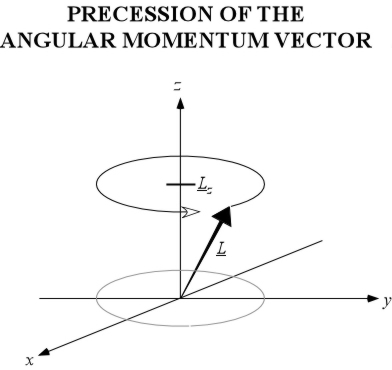 PRECESSION OF THE
ANGULAR MOMENTUM VECTOR
z
Lz
L
y
x